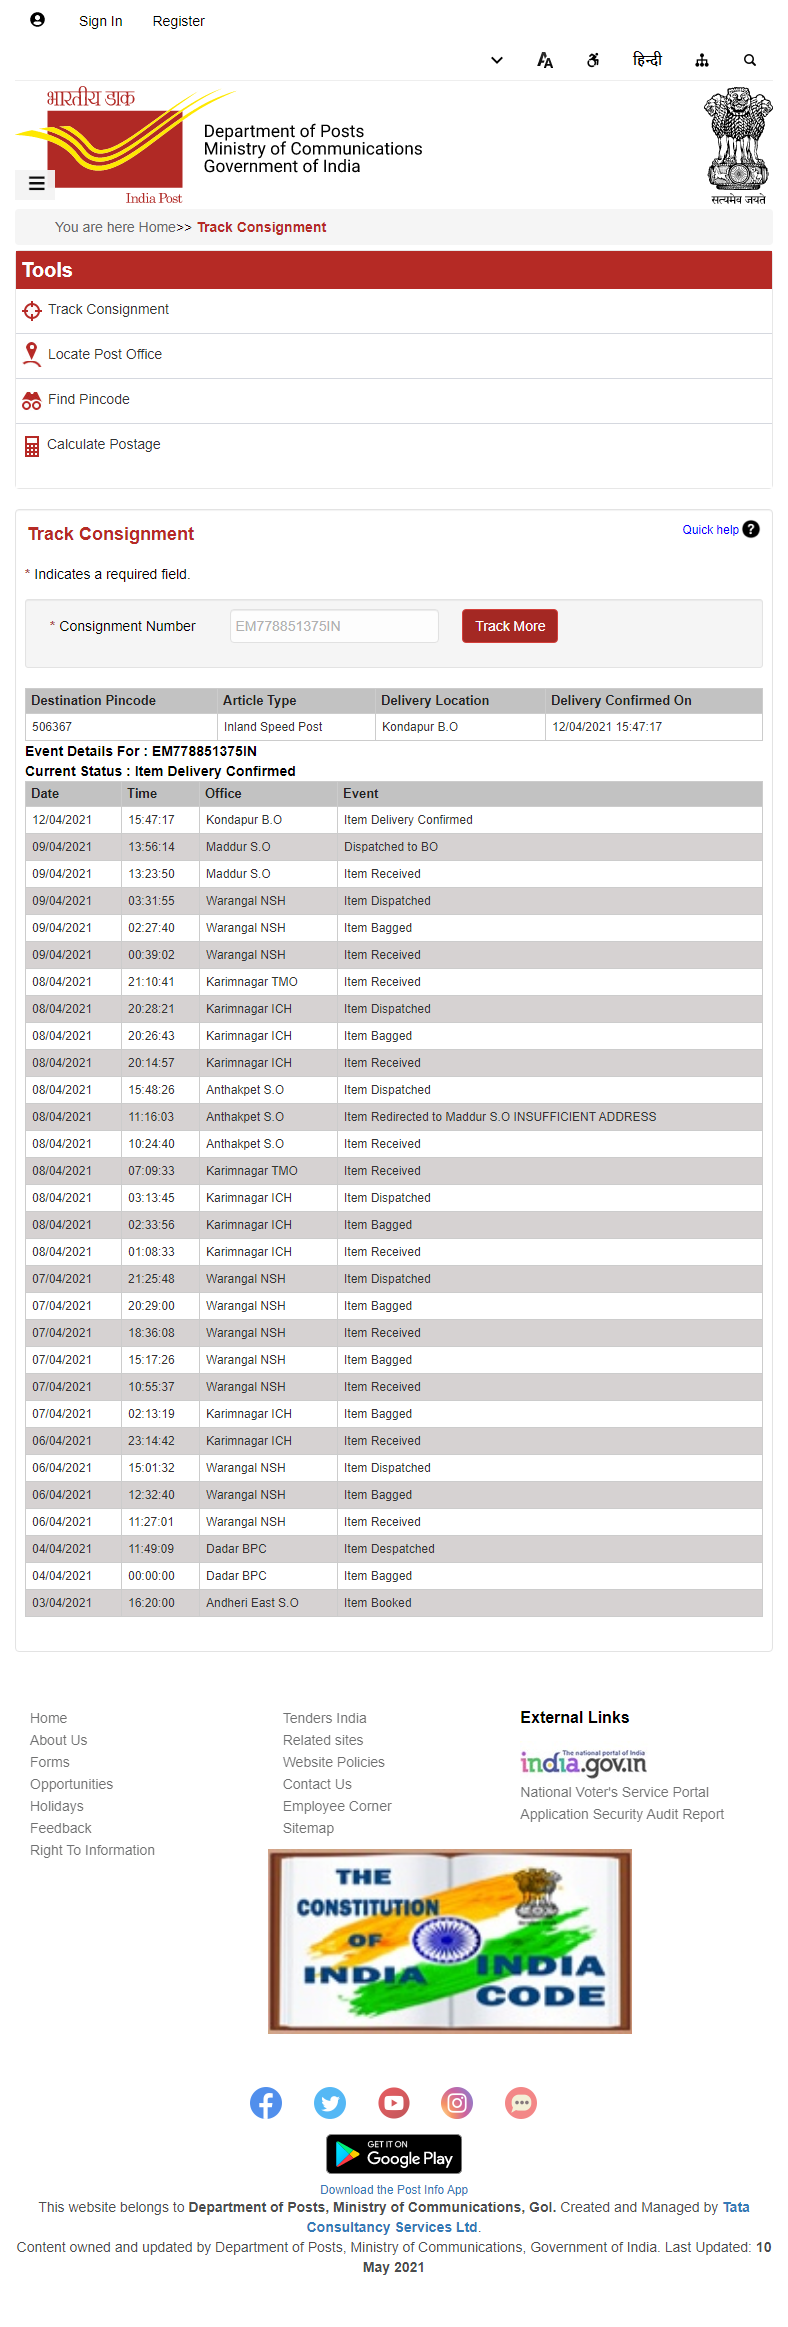 Sign In Register
हिन्दी
भारतीय डाक
Department of Posts
Ministry of Communications
Government of India
India Post
सत्यमेव जयते
You are here Home>> Track Consignment
Tools
Track Consignment
Locate Post Office
Find Pincode
Calculate Postage
Track Consignment Quick help
* Indicates a required field.
* Consignment Number EM778851375IN Track More
Destination Pincode Article Type Delivery Location Delivery Confirmed On
506367 Inland Speed Post Kondapur B.O 12/04/2021 15:47:17
Event Details For : EM778851375IN
Current Status : Item Delivery Confirmed
Date Time Office Event
12/04/2021 15:47:17 Kondapur B.O Item Delivery Confirmed
09/04/2021 13:56:14 Maddur S.O Dispatched to BO
09/04/2021 13:23:50 Maddur S.O Item Received
09/04/2021 03:31:55 Warangal NSH Item Dispatched
09/04/2021 02:27:40 Warangal NSH Item Bagged
09/04/2021 00:39:02 Warangal NSH Item Received
08/04/2021 21:10:41 Karimnagar TMO Item Received
08/04/2021 20:28:21 Karimnagar ICH Item Dispatched
08/04/2021 20:26:43 Karimnagar ICH Item Bagged
08/04/2021 20:14:57 Karimnagar ICH Item Received
08/04/2021 15:48:26 Anthakpet S.O Item Dispatched
08/04/2021 11:16:03 Anthakpet S.O Item Redirected to Maddur S.O INSUFFICIENT ADDRESS
08/04/2021 10:24:40 Anthakpet S.O Item Received
08/04/2021 07:09:33 Karimnagar TMO Item Received
08/04/2021 03:13:45 Karimnagar ICH Item Dispatched
08/04/2021 02:33:56 Karimnagar ICH Item Bagged
08/04/2021 01:08:33 Karimnagar ICH Item Received
07/04/2021 21:25:48 Warangal NSH Item Dispatched
07/04/2021 20:29:00 Warangal NSH Item Bagged
07/04/2021 18:36:08 Warangal NSH Item Received
07/04/2021 15:17:26 Warangal NSH Item Bagged
07/04/2021 10:55:37 Warangal NSH Item Received
07/04/2021 02:13:19 Karimnagar ICH Item Bagged
06/04/2021 23:14:42 Karimnagar ICH Item Received
06/04/2021 15:01:32 Warangal NSH Item Dispatched
06/04/2021 12:32:40 Warangal NSH Item Bagged
06/04/2021 11:27:01 Warangal NSH Item Received
04/04/2021 11:49:09 Dadar BPC Item Despatched
04/04/2021 00:00:00 Dadar BPC Item Bagged
03/04/2021 16:20:00 Andheri East S.O Item Booked
Home
About Us
Forms
Opportunities
Holidays
Feedback
Right To Information
Tenders India
Related sites
Website Policies
Contact Us
Employee Corner
Sitemap
External Links
The national portal of India
india.gov.in
National Voter's Service Portal
Application Security Audit Report
THE
CONSTITUTION
OF
INDIA
INDIA
CODE
GET IT ON
Google Play
Download the Post Info App
This website belongs to Department of Posts, Ministry of Communications, GoI. Created and Managed by Tata
Consultancy Services Ltd.
Content owned and updated by Department of Posts, Ministry of Communications, Government of India. Last Updated: 10
May 2021